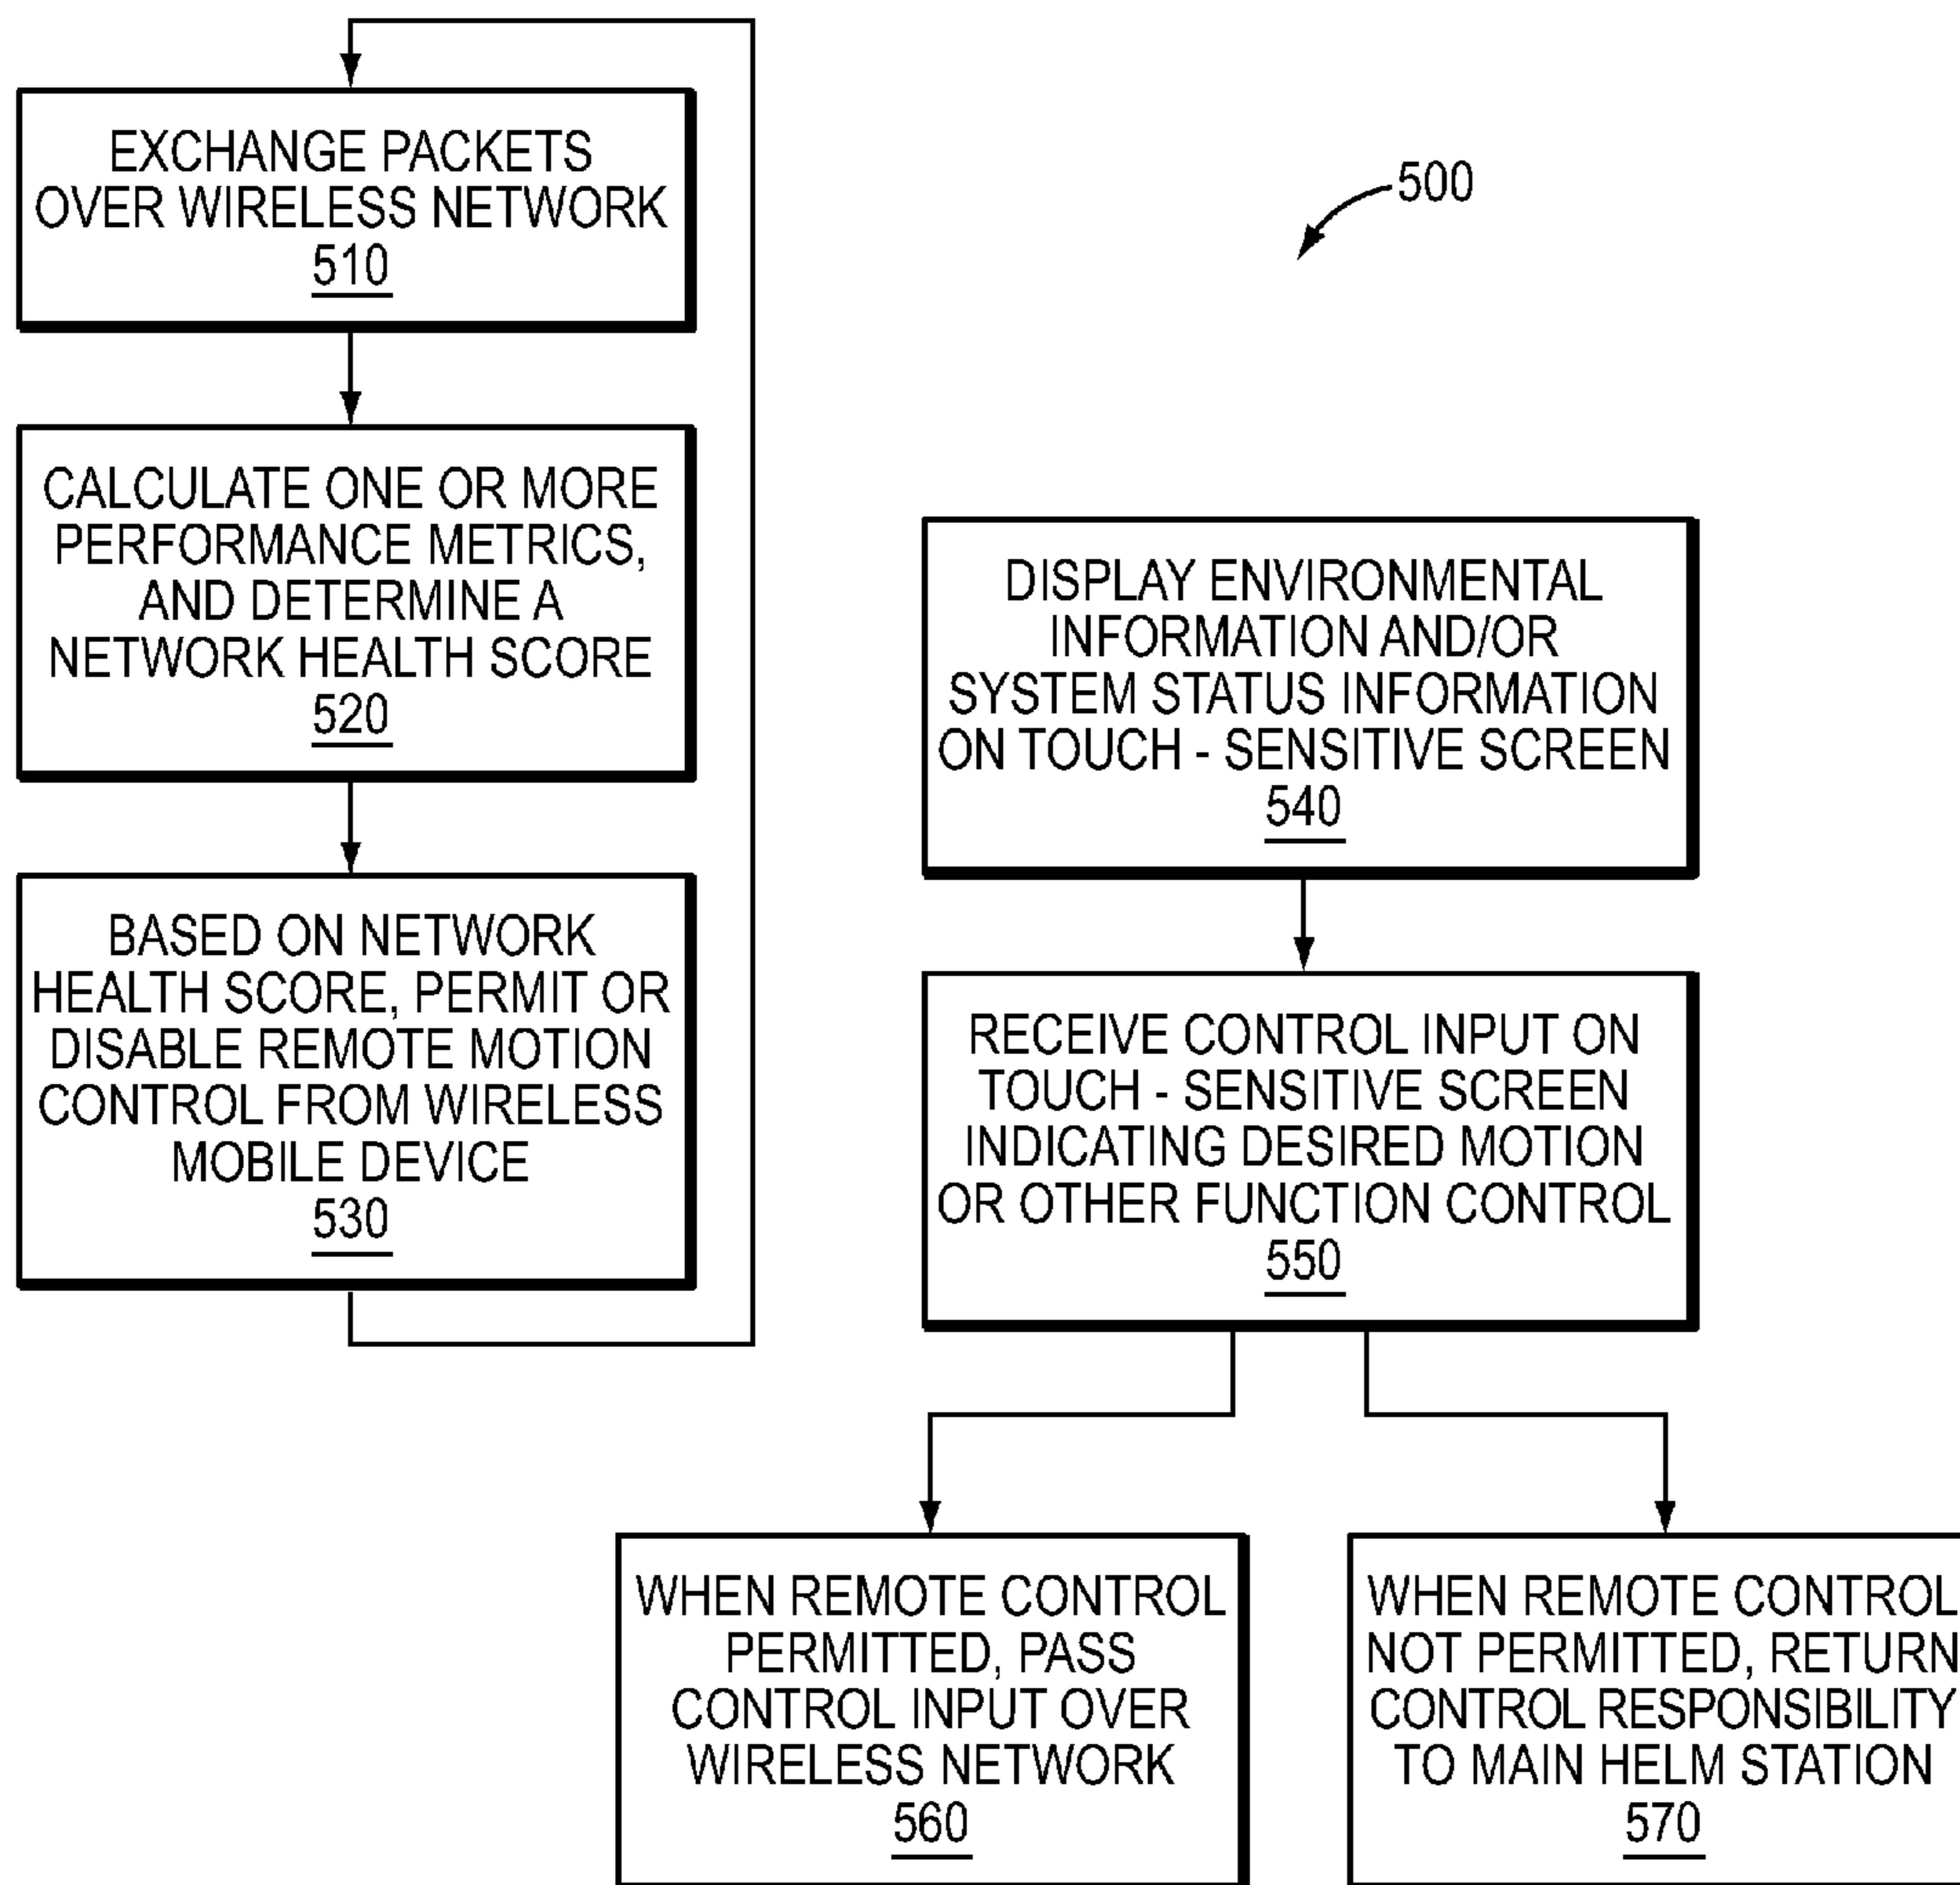 EXCHANGE PACKETS
OVER WIRELESS NETWORK
510
500
CALCULATE ONE OR MORE
PERFORMANCE METRICS,
AND DETERMINE A
NETWORK HEALTH SCORE
520
BASED ON NETWORK
HEALTH SCORE, PERMIT OR
DISABLE REMOTE MOTION
CONTROL FROM WIRELESS
MOBILE DEVICE
530
DISPLAY ENVIRONMENTAL
INFORMATION AND/OR
SYSTEM STATUS INFORMATION
ON TOUCH - SENSITIVE SCREEN
540
RECEIVE CONTROL INPUT ON
TOUCH - SENSITIVE SCREEN
INDICATING DESIRED MOTION
OR OTHER FUNCTION CONTROL
550
WHEN REMOTE CONTROL
PERMITTED, PASS
CONTROL INPUT OVER
WIRELESS NETWORK
560
WHEN REMOTE CONTROL
NOT PERMITTED, RETURN
CONTROL RESPONSIBILITY
TO MAIN HELM STATION
570